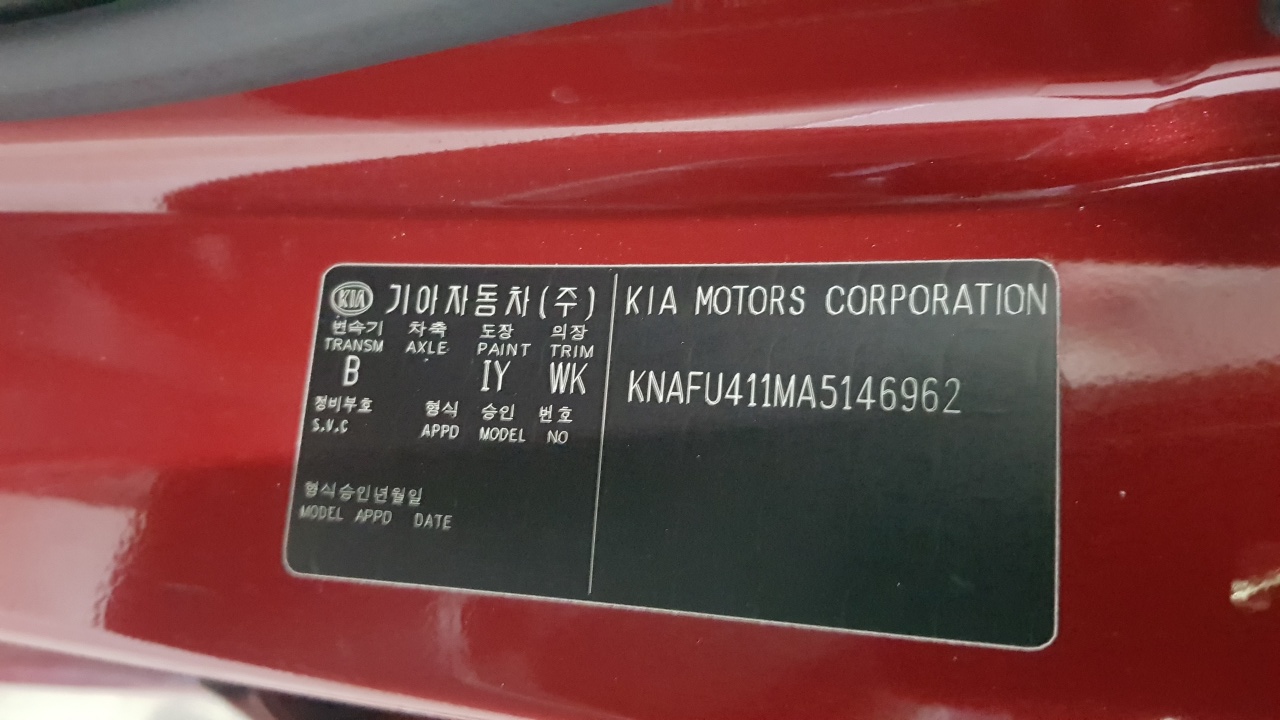 KIA 기아자동차(주)
변속기 차축 도장 의장
TRANSM AXLE PAINT TRIM
B IY WK
정비부호 형식 승인 번호
S.V.C APPD MODEL NO
형식승인년월일
MODEL APPD DATE
KIA MOTORS CORPORATION
KNAFU411MA5146962